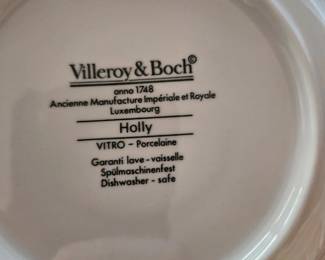 Villeroy & Boch©
anno 1748
Ancienne Manufacture Impériale et Royale
Luxembourg
Holly
VITRO - Porcelaine
Garanti lave - vaisselle
Spülmaschinenfest
Dishwasher - safe